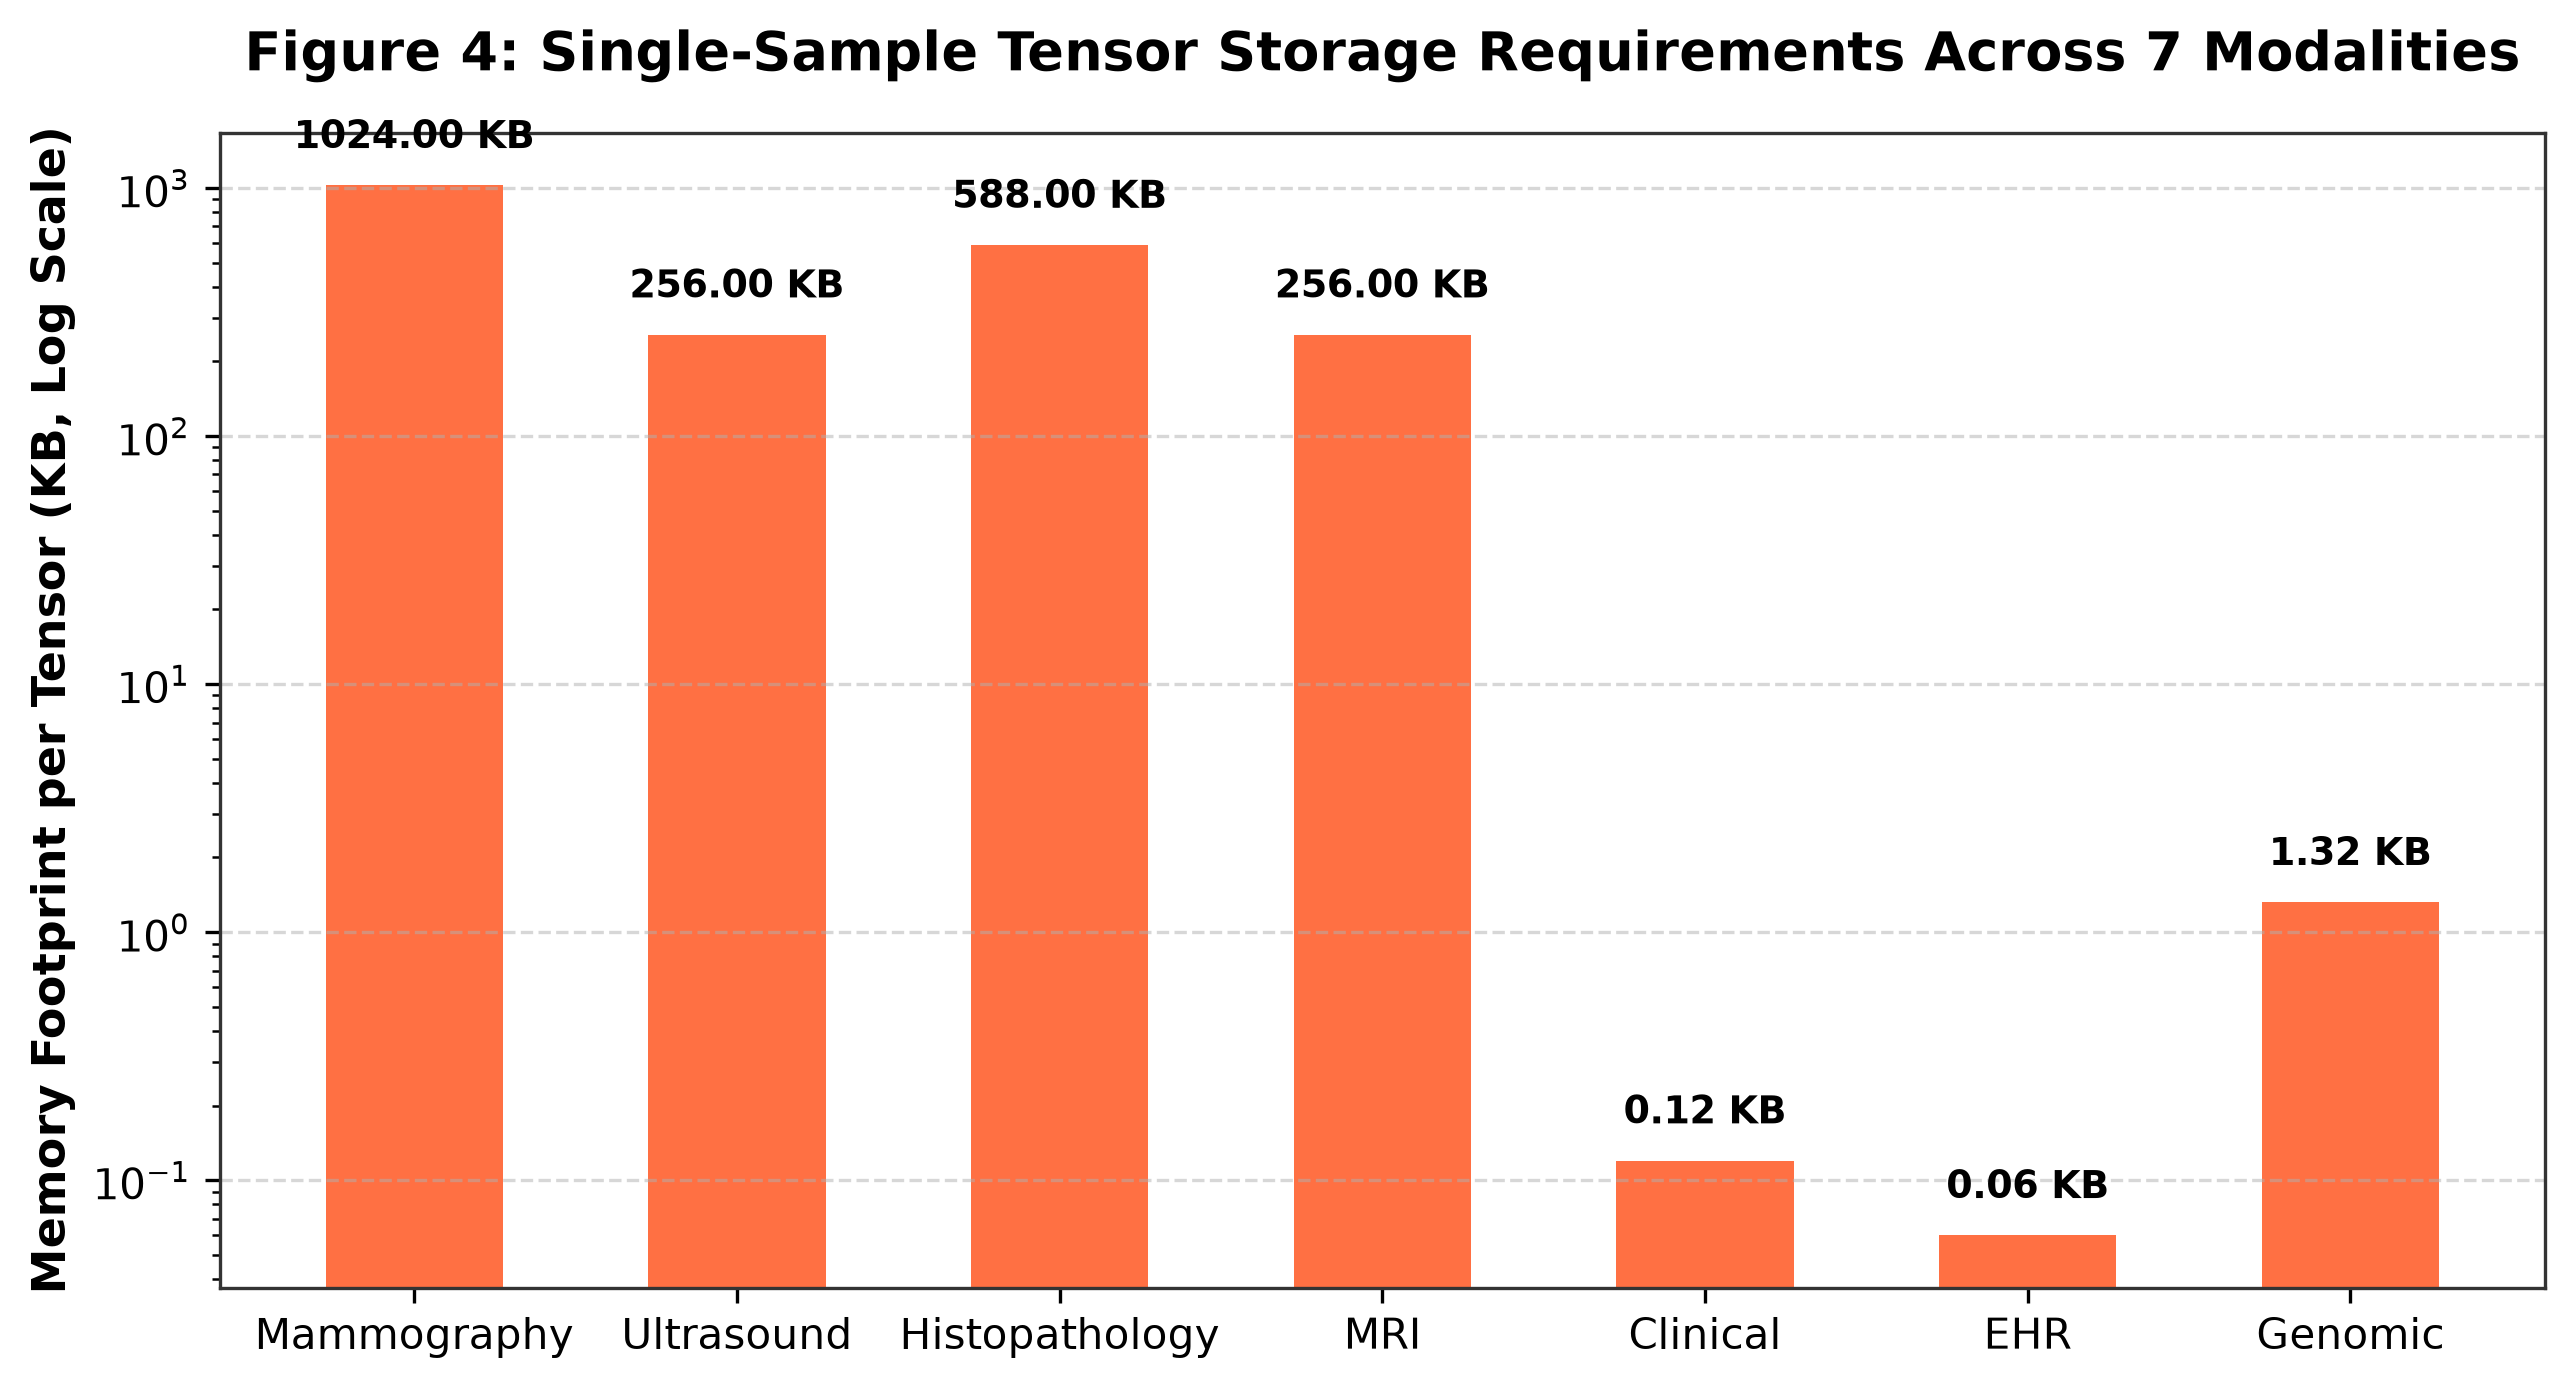 Figure 4: Single-Sample Tensor Storage Requirements Across 7 Modalities
Memory Footprint per Tensor (KB, Log Scale)
10³
10²
10¹
10⁰
10⁻¹
1024.00 KB
256.00 KB
588.00 KB
256.00 KB
0.12 KB
0.06 KB
1.32 KB
Mammography
Ultrasound
Histopathology
MRI
Clinical
EHR
Genomic